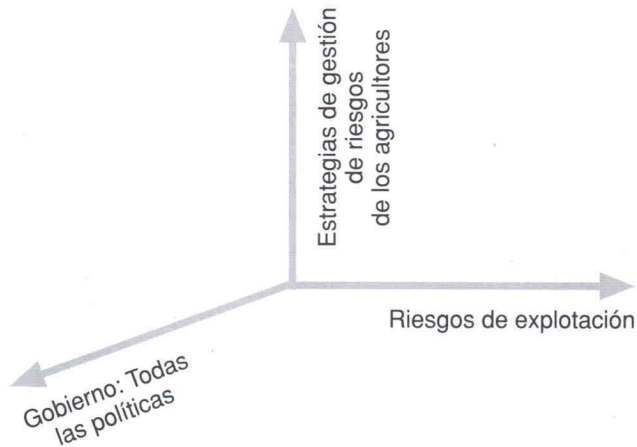 Estrategias de gestión
de riesgos
de los agricultores
Riesgos de explotación
Gobierno: Todas
las políticas